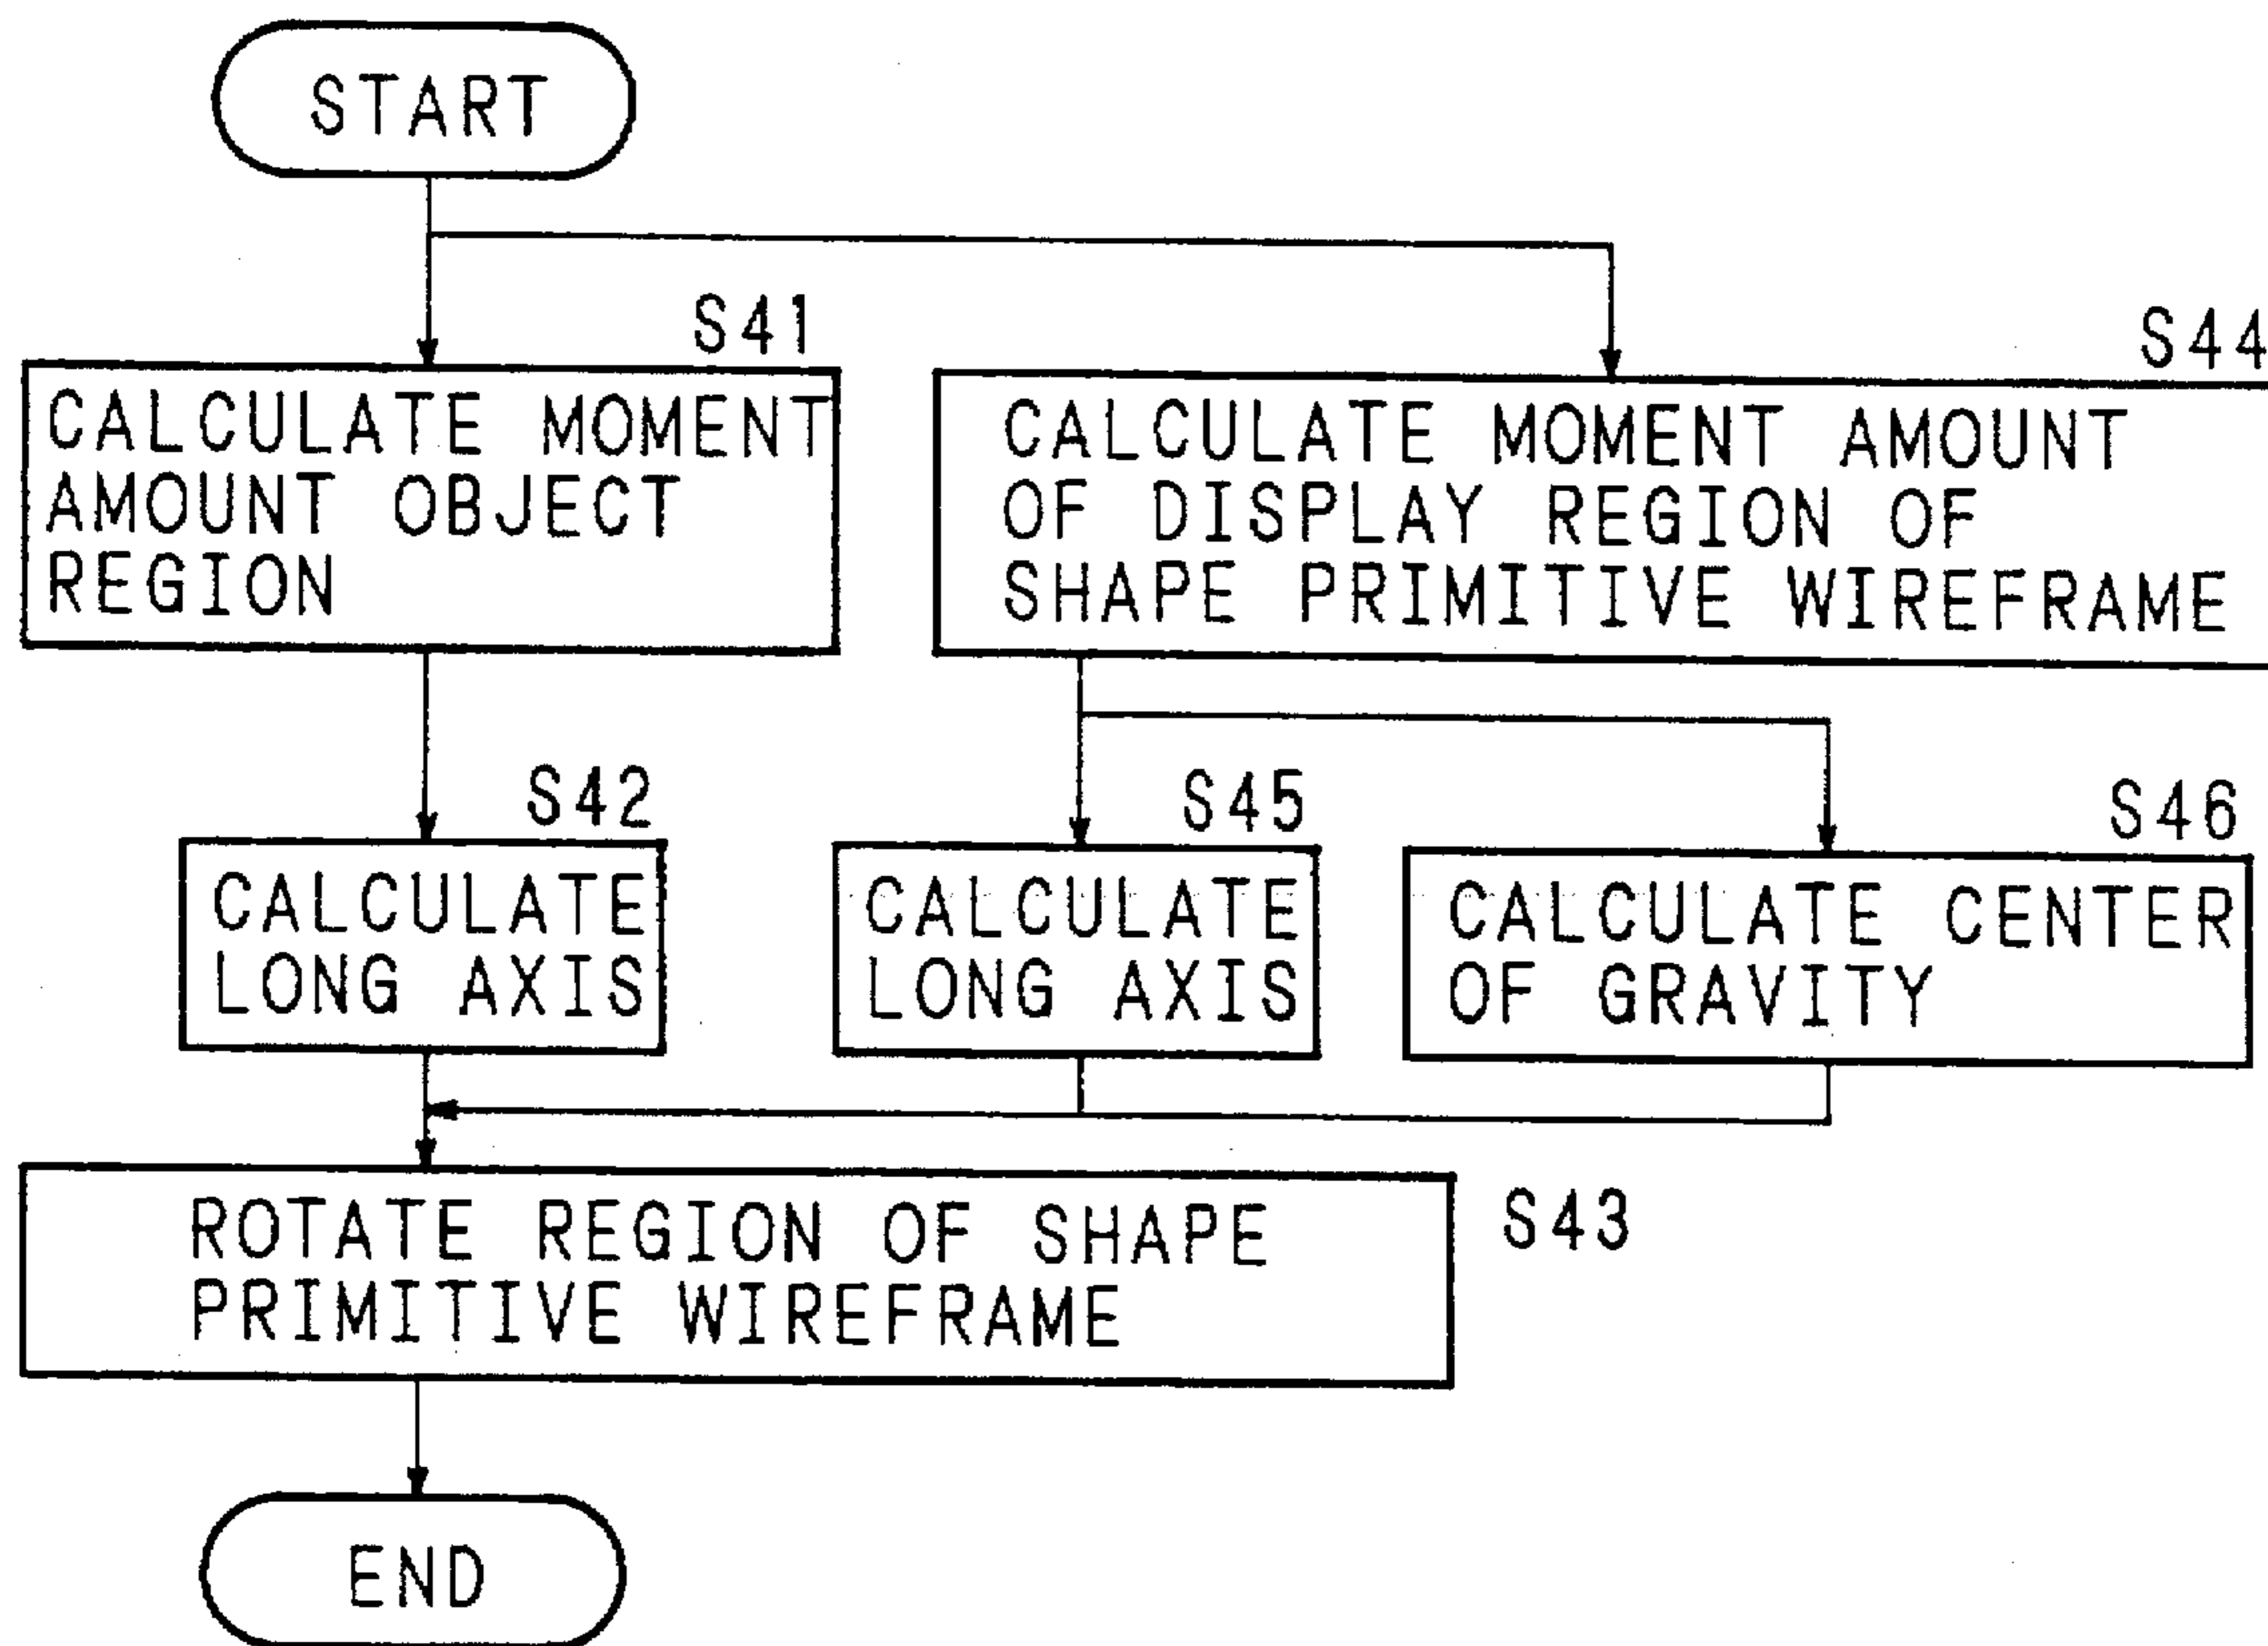 START
S41
CALCULATE MOMENT
AMOUNT OBJECT
REGION
S44
CALCULATE MOMENT AMOUNT
OF DISPLAY REGION OF
SHAPE PRIMITIVE WIREFRAME
S42
CALCULATE
LONG AXIS
S45
CALCULATE
LONG AXIS
S46
CALCULATE CENTER
OF GRAVITY
ROTATE REGION OF SHAPE
PRIMITIVE WIREFRAME
S43
END